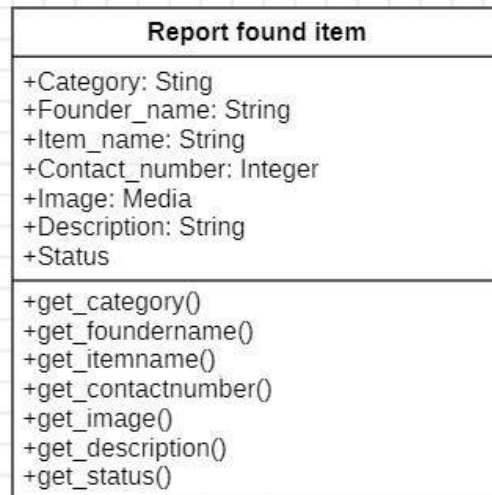 Report found item
+Category: Sting
+Founder_name: String
+Item_name: String
+Contact_number: Integer
+Image: Media
+Description: String
+Status
+get_category()
+get_foundername()
+get_itemname()
+get_contactnumber()
+get_image()
+get_description()
+get_status()